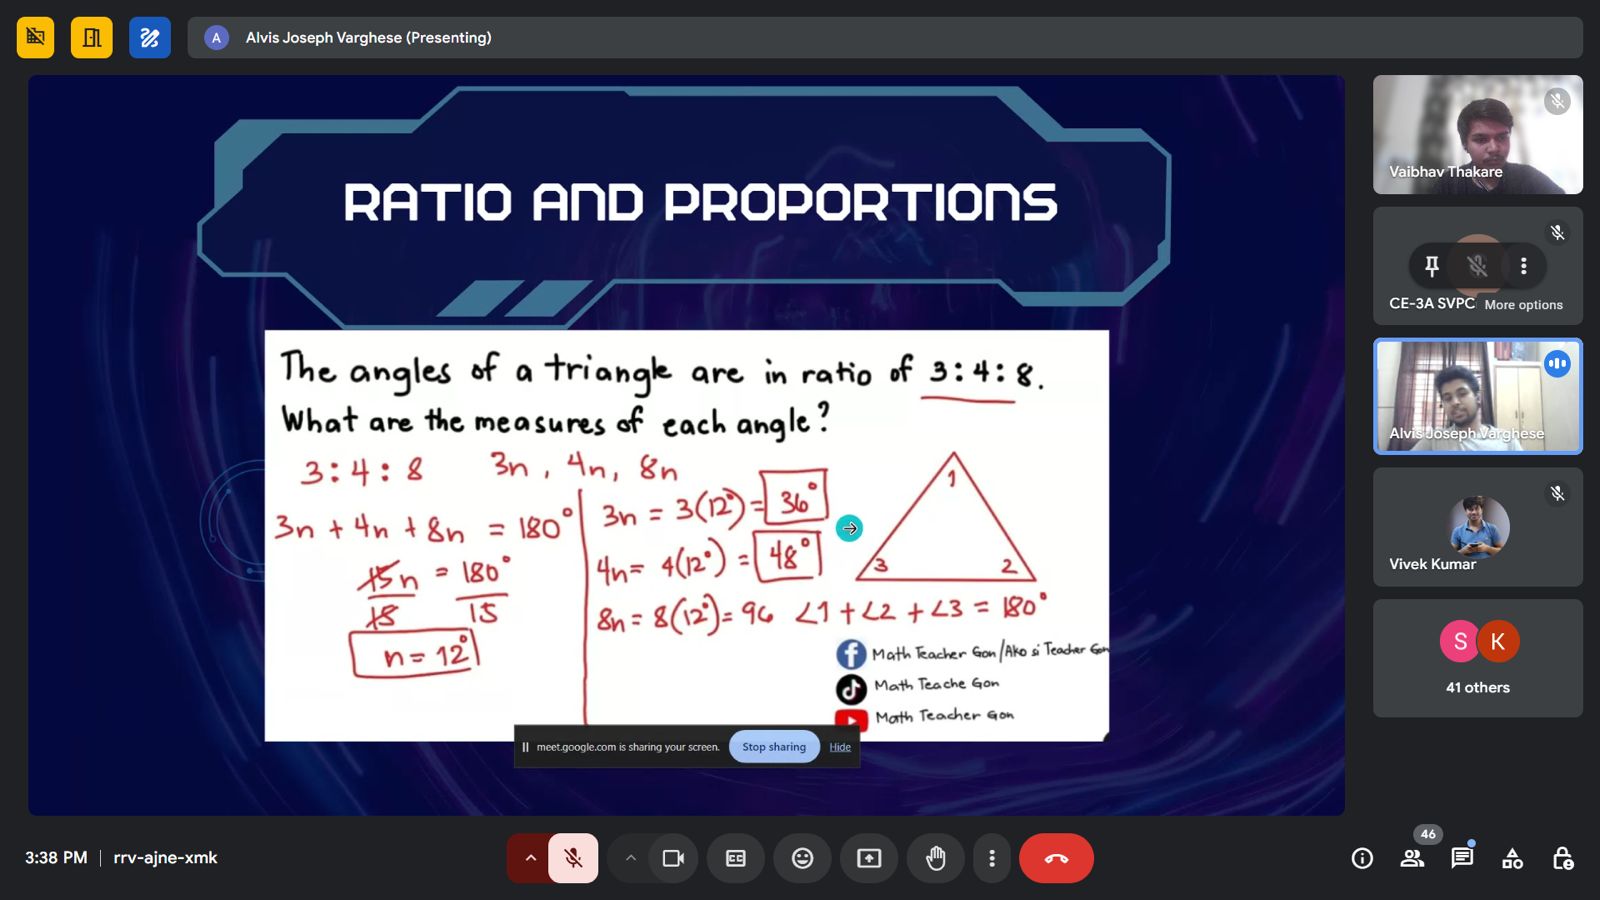 A Alvis Joseph Varghese (Presenting)
RATIO AND PROPORTIONS
The angles of a triangle are in ratio of 3:4:8.
What are the measures of each angle?
3:4:8 3n, 4n, 8n
3n + 4n + 8n = 180°
15n = 180°
15 15
n = 12°
3n = 3(12°) = 36°
4n = 4(12°) = 48°
8n = 8(12°) = 96
1
3 2
∠1 + ∠2 + ∠3 = 180°
Math Teacher Gon/Ako si Teacher Gon
Math Teache Gon
Math Teacher Gon
meet.google.com is sharing your screen. Stop sharing Hide
Vaibhav Thakare
CE-3A SVPC More options
Alvis Joseph Varghese
Vivek Kumar
S K
41 others
3:38 PM | rrv-ajne-xmk
CC
46